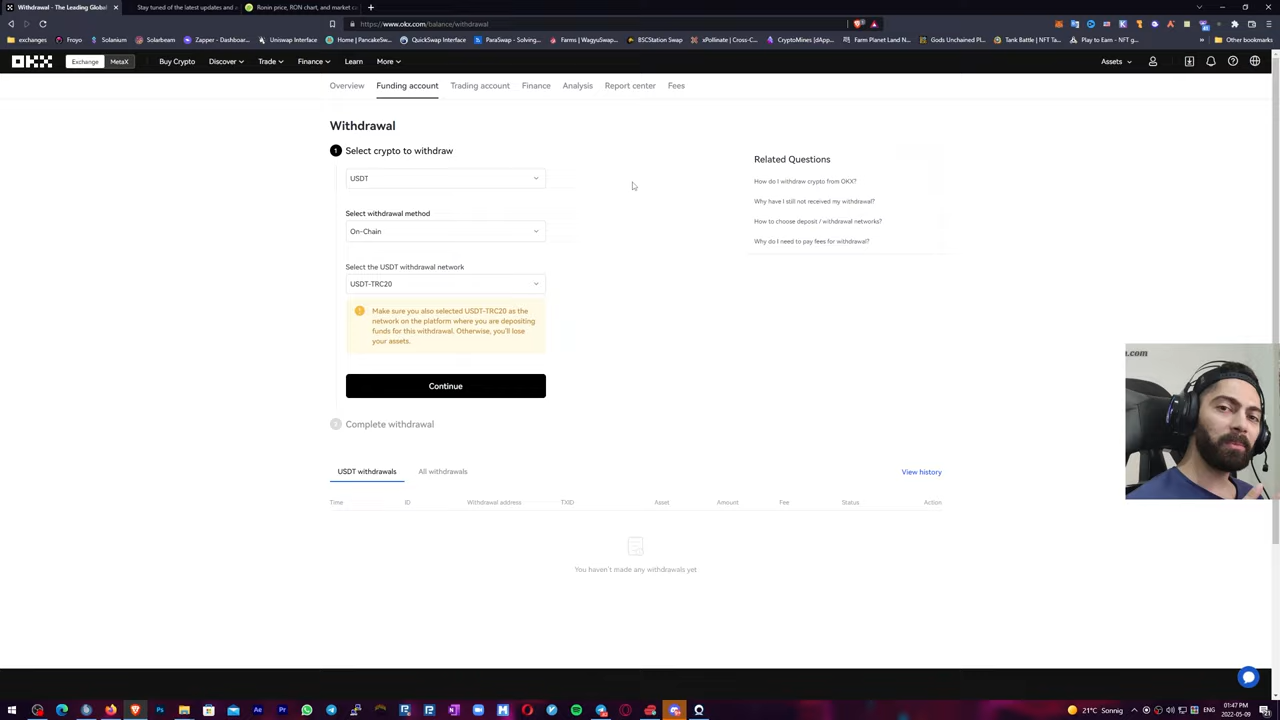 Withdrawal - The Leading Global
Stay tuned of the latest updates and
Ronin price, RON chart, and market ca
https://www.okx.com/balance/withdrawal
exchanges
Froyo
Solanium
Solarbeam
Zapper - Dashboard
Uniswap Interface
Home | PancakeSw...
QuickSwap Interface
ParaSwap - Solving...
Farms | WagyuSwap...
BSCStation Swap
xPollinate | Cross-C...
CryptoMines [dApp...
Farm Planet Land N...
Gods Unchained Pl...
Tank Battle | NFT Ta...
Play to Earn - NFT g...
Other bookmarks
OKX
Exchange
MetaX
Buy Crypto
Discover
Trade
Finance
Learn
More
Assets
Overview
Funding account
Trading account
Finance
Analysis
Report center
Fees
Withdrawal
1 Select crypto to withdraw
USDT
Select withdrawal method
On-Chain
Select the USDT withdrawal network
USDT-TRC20
Make sure you also selected USDT-TRC20 as the
network on the platform where you are depositing
funds for this withdrawal. Otherwise, you'll lose
your assets.
Continue
2 Complete withdrawal
Related Questions
How do I withdraw crypto from OKX?
Why have I still not received my withdrawal?
How to choose deposit / withdrawal networks?
Why do I need to pay fees for withdrawal?
USDT withdrawals
All withdrawals
View history
Time
ID
Withdrawal address
TXID
Asset
Amount
Fee
Status
Action
You haven't made any withdrawals yet
21°C Sonnig
01:47 PM
2022-05-09